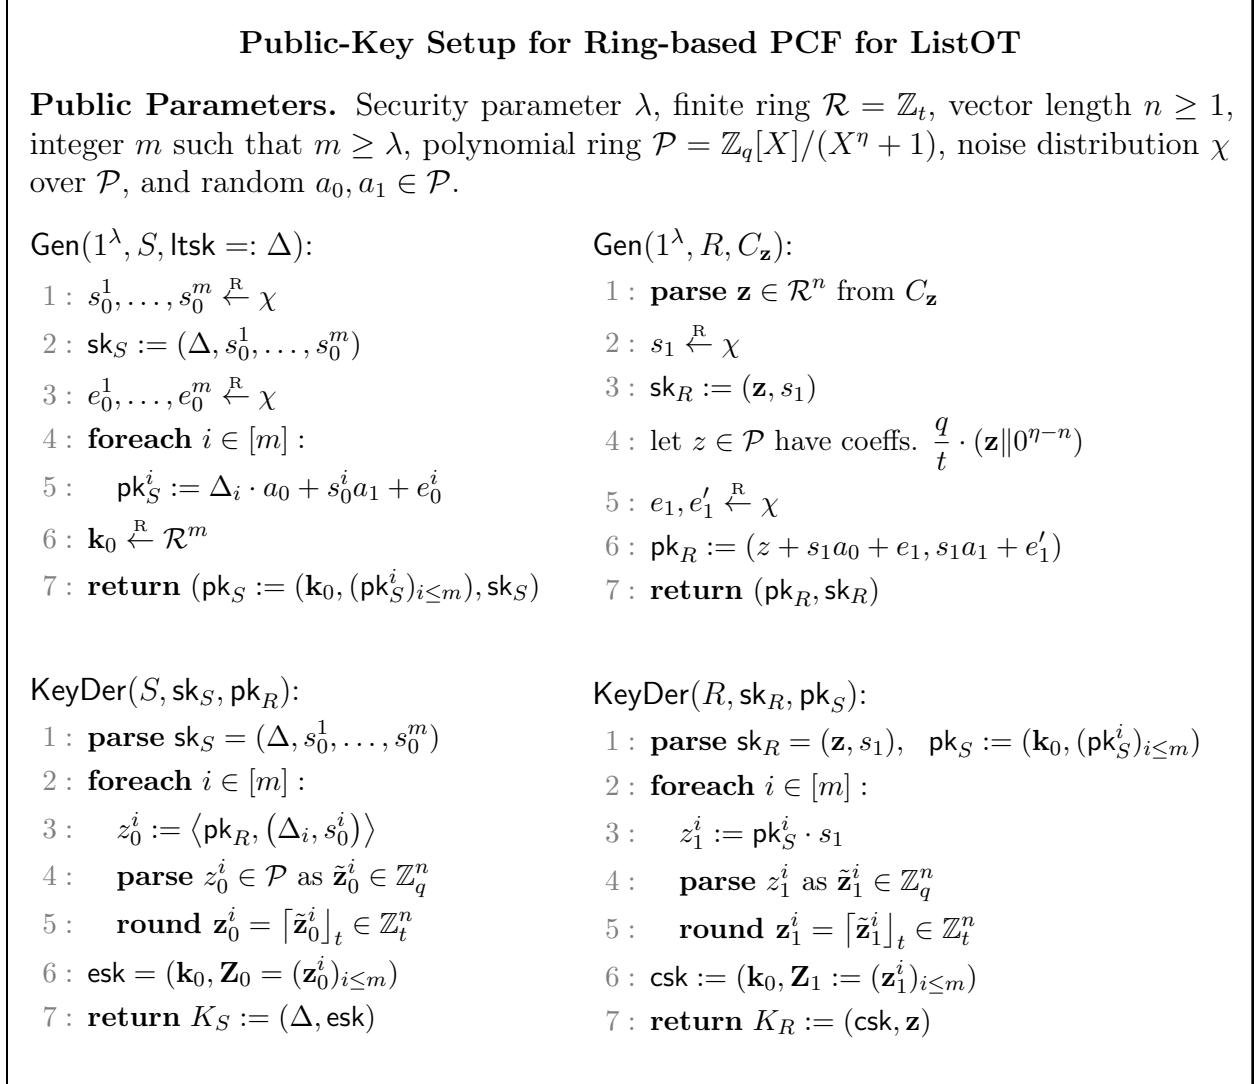 Public-Key Setup for Ring-based PCF for ListOT
Public Parameters. Security parameter λ, finite ring ℛ = ℤ_t, vector length n ≥ 1,
integer m such that m ≥ λ, polynomial ring 𝒫 = ℤ_q[X]/(X^η + 1), noise distribution χ
over 𝒫, and random a_0, a_1 ∈ 𝒫.
Gen(1^λ, S, ltsk =: Δ):
1 : s_0^1, …, s_0^m ←^R χ
2 : sk_S := (Δ, s_0^1, …, s_0^m)
3 : e_0^1, …, e_0^m ←^R χ
4 : foreach i ∈ [m] :
5 : pk_S^i := Δ_i · a_0 + s_0^i a_1 + e_0^i
6 : k_0 ←^R ℛ^m
7 : return (pk_S := (k_0, (pk_S^i)_{i≤m}), sk_S)
Gen(1^λ, R, C_z):
1 : parse z ∈ ℛ^n from C_z
2 : s_1 ←^R χ
3 : sk_R := (z, s_1)
4 : let z ∈ 𝒫 have coeffs. q/t · (z‖0^{η−n})
5 : e_1, e_1′ ←^R χ
6 : pk_R := (z + s_1 a_0 + e_1, s_1 a_1 + e_1′)
7 : return (pk_R, sk_R)
KeyDer(S, sk_S, pk_R):
1 : parse sk_S = (Δ, s_0^1, …, s_0^m)
2 : foreach i ∈ [m] :
3 : z_0^i := ⟨pk_R, (Δ_i, s_0^i)⟩
4 : parse z_0^i ∈ 𝒫 as z̃_0^i ∈ ℤ_q^n
5 : round z_0^i = ⌈z̃_0^i⌋_t ∈ ℤ_t^n
6 : esk = (k_0, Z_0 = (z_0^i)_{i≤m})
7 : return K_S := (Δ, esk)
KeyDer(R, sk_R, pk_S):
1 : parse sk_R = (z, s_1), pk_S := (k_0, (pk_S^i)_{i≤m})
2 : foreach i ∈ [m] :
3 : z_1^i := pk_S^i · s_1
4 : parse z_1^i as z̃_1^i ∈ ℤ_q^n
5 : round z_1^i = ⌈z̃_1^i⌋_t ∈ ℤ_t^n
6 : csk := (k_0, Z_1 := (z_1^i)_{i≤m})
7 : return K_R := (csk, z)